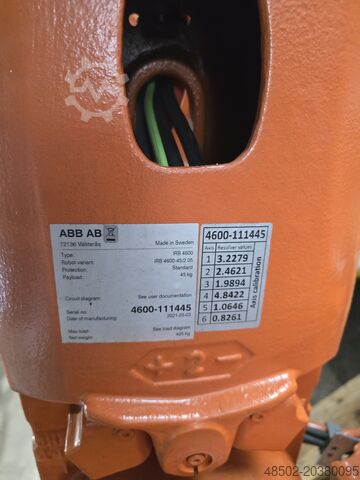 ABB AB
72136 Västerås
Made in Sweden
Type: IRB 4600
Robot variant: IRB 4600-45/2.05
Protection: Standard
Payload: 45 kg
Circuit diagram: See user documentation
Serial no: 4600-111445
Date of manufacturing: 2021-03-03
Max load: See load diagram
Net weight: 425 kg
4600-111445
Axis Resolver values
1 3.2279
2 2.4621
3 1.9894
4 4.8422
5 1.0646
6 0.8261
Axis calibration
+ 2 -
48502-20380095